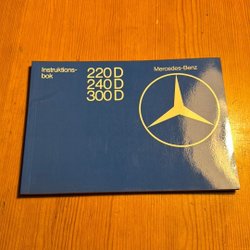 Instruktions-
bok
220 D
240 D
300 D
Mercedes-Benz